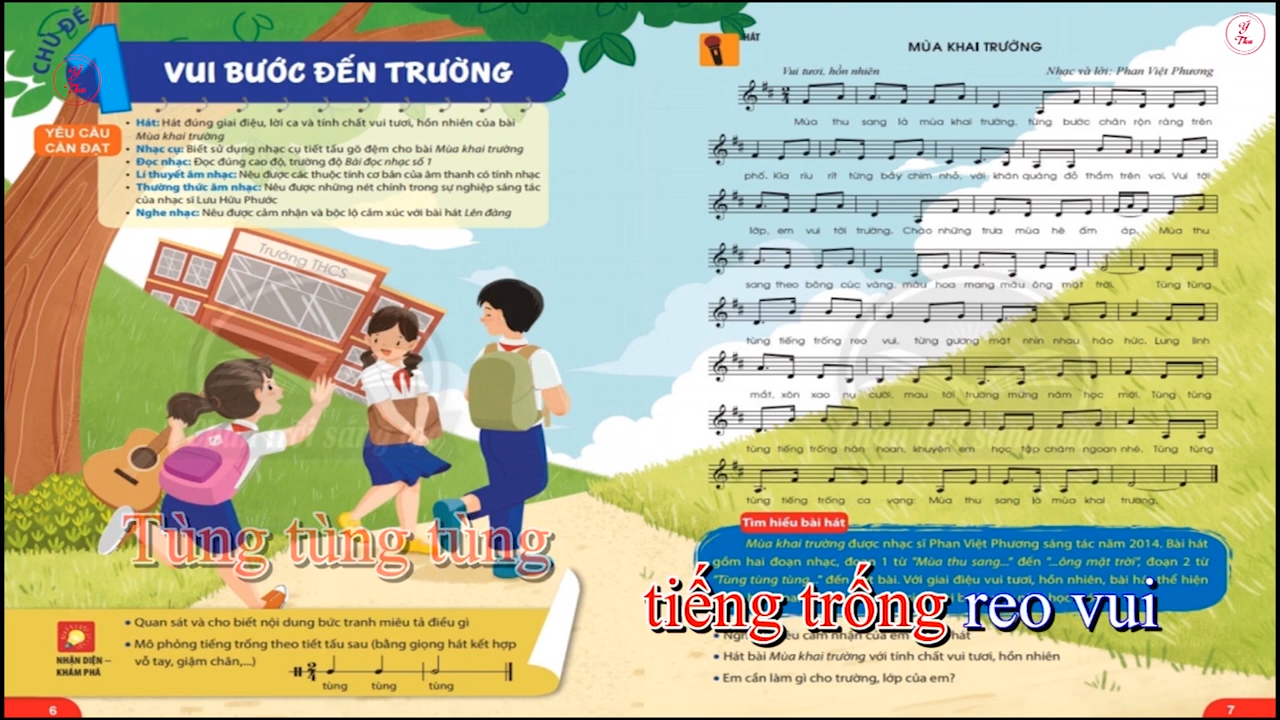 CHỦ ĐỀ
1
VUI BƯỚC ĐẾN TRƯỜNG
YÊU CẦU
CẦN ĐẠT
• Hát: Hát đúng giai điệu, lời ca và tính chất vui tươi, hồn nhiên của bài
Mùa khai trường
• Nhạc cụ: Biết sử dụng nhạc cụ tiết tấu gõ đệm cho bài Mùa khai trường
• Đọc nhạc: Đọc đúng cao độ, trường độ Bài đọc nhạc số 1
• Lí thuyết âm nhạc: Nêu được các thuộc tính cơ bản của âm thanh có tính nhạc
• Thường thức âm nhạc: Nêu được những nét chính trong sự nghiệp sáng tác
của nhạc sĩ Lưu Hữu Phước
• Nghe nhạc: Nêu được cảm nhận và bộc lộ cảm xúc với bài hát Lên đàng
Trường THCS
Tùng tùng tùng
NHẬN DIỆN –
KHÁM PHÁ
• Quan sát và cho biết nội dung bức tranh miêu tả điều gì
• Mô phỏng tiếng trống theo tiết tấu sau (bằng giọng hát kết hợp
vỗ tay, giậm chân,...)
2
4
tùng tùng tùng
6
Ý
Thu
HÁT
MÙA KHAI TRƯỜNG
Vui tươi, hồn nhiên
Nhạc và lời: Phan Việt Phương
Mùa thu sang là mùa khai trường, từng bước chân rộn ràng trên
phố. Kìa ríu rít từng bầy chim nhỏ, với khăn quàng đỏ thắm trên vai. Vui tới
lớp, em vui tới trường. Chào những trưa mùa hè ấm áp. Mùa thu
sang theo bông cúc vàng, màu hoa mang màu ông mặt trời. Tùng tùng
tùng tiếng trống reo vui, từng gương mặt nhìn nhau háo hức. Lung linh
mắt, xôn xao nụ cười, mau tới trường mừng năm học mới. Tùng tùng
tùng tiếng trống hân hoan, khuyên em học tập chăm ngoan nhé. Tùng tùng
tùng tiếng trống ca vang: Mùa thu sang là mùa khai trường.
Tìm hiểu bài hát
Mùa khai trường được nhạc sĩ Phan Việt Phương sáng tác năm 2014. Bài hát
gồm hai đoạn nhạc, đoạn 1 từ "Mùa thu sang..." đến "...ông mặt trời", đoạn 2 từ
"Tùng tùng tùng..." đến hết bài. Với giai điệu vui tươi, hồn nhiên, bài hát thể hiện
tiếng trống reo vui
• Hát bài Mùa khai trường với tính chất vui tươi, hồn nhiên
• Em cần làm gì cho trường, lớp của em?
7